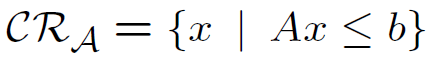 𝒞ℛ_𝒜 = {x | Ax ≤ b}